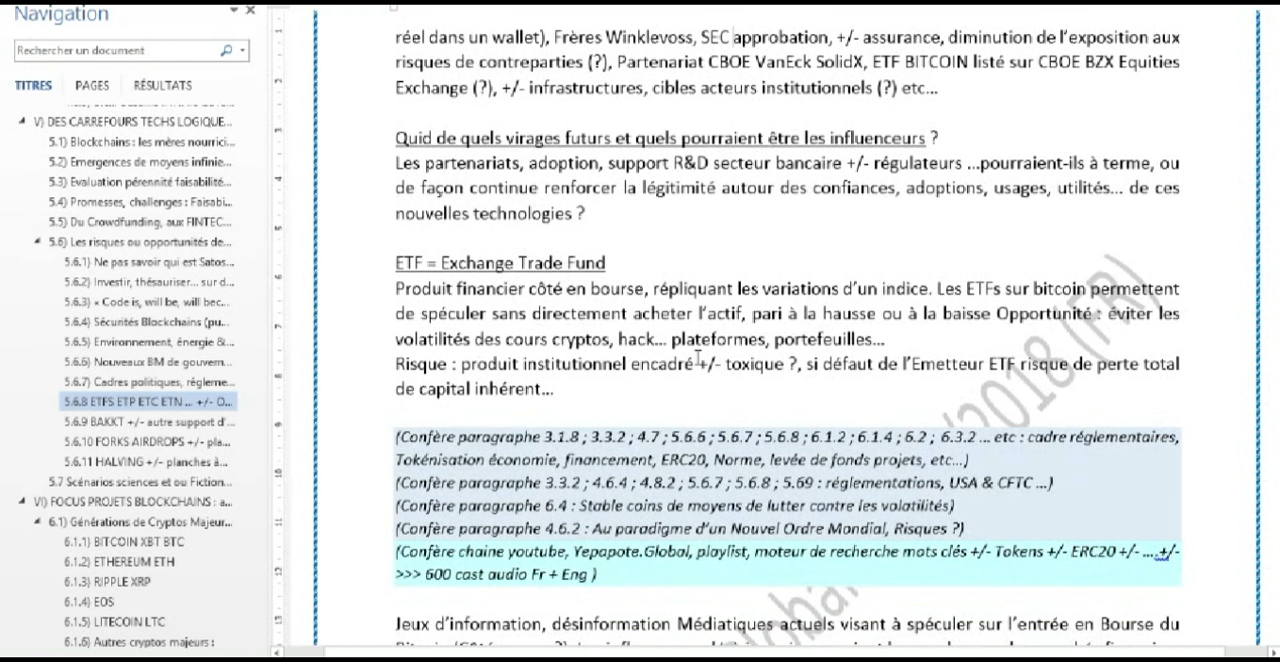 Navigation
Rechercher un document
TITRES PAGES RÉSULTATS
V) DES CARREFOURS TECHS LOGIQUE...
5.1) Blockchains : les mères nourrici...
5.2) Emergences de moyens infinie...
5.3) Evaluation pérennité faisabilité...
5.4) Promesses, challenges : Faisabi...
5.5) Du Crowdfunding, aux FINTEC...
5.6) Les risques ou opportunités de...
5.6.1) Ne pas savoir qui est Satos...
5.6.2) Investir, thésauriser... sur d...
5.6.3) « Code is, will be, will bec...
5.6.4) Sécurités Blockchains (pu...
5.6.5) Environnement, énergie &...
5.6.6) Nouveaux BM de gouvern...
5.6.7) Cadres politiques, régleme...
5.6.8 ETFS ETP ETC ETN ... +/- O...
5.6.9 BAKKT +/- autre support d'...
5.6.10 FORKS AIRDROPS +/- pla...
5.6.11 HALVING +/- planches à...
5.7 Scénarios sciences et ou Fiction...
VI) FOCUS PROJETS BLOCKCHAINS : a...
6.1) Générations de Cryptos Majeur...
6.1.1) BITCOIN XBT BTC
6.1.2) ETHEREUM ETH
6.1.3) RIPPLE XRP
6.1.4) EOS
6.1.5) LITECOIN LTC
6.1.6) Autres cryptos majeurs :
réel dans un wallet), Frères Winklevoss, SEC approbation, +/- assurance, diminution de l'exposition aux
risques de contreparties (?), Partenariat CBOE VanEck SolidX, ETF BITCOIN listé sur CBOE BZX Equities
Exchange (?), +/- infrastructures, cibles acteurs institutionnels (?) etc...
Quid de quels virages futurs et quels pourraient être les influenceurs ?
Les partenariats, adoption, support R&D secteur bancaire +/- régulateurs ...pourraient-ils à terme, ou
de façon continue renforcer la légitimité autour des confiances, adoptions, usages, utilités... de ces
nouvelles technologies ?
ETF = Exchange Trade Fund
Produit financier côté en bourse, répliquant les variations d'un indice. Les ETFs sur bitcoin permettent
de spéculer sans directement acheter l'actif, pari à la hausse ou à la baisse Opportunité : éviter les
volatilités des cours cryptos, hack... plateformes, portefeuilles...
Risque : produit institutionnel encadré +/- toxique ?, si défaut de l'Emetteur ETF risque de perte total
de capital inhérent...
(Confère paragraphe 3.1.8 ; 3.3.2 ; 4.7 ; 5.6.6 ; 5.6.7 ; 5.6.8 ; 6.1.2 ; 6.1.4 ; 6.2 ; 6.3.2 ... etc : cadre réglementaires,
Tokénisation économie, financement, ERC20, Norme, levée de fonds projets, etc...)
(Confère paragraphe 3.3.2 ; 4.6.4 ; 4.8.2 ; 5.6.7 ; 5.6.8 ; 5.69 : réglementations, USA & CFTC ...)
(Confère paragraphe 6.4 : Stable coins de moyens de lutter contre les volatilités)
(Confère paragraphe 4.6.2 : Au paradigme d'un Nouvel Ordre Mondial, Risques ?)
(Confère chaine youtube, Yepapote.Global, playlist, moteur de recherche mots clés +/- Tokens +/- ERC20 +/- .... +/-
>>> 600 cast audio Fr + Eng )
Jeux d'information, désinformation Médiatiques actuels visant à spéculer sur l'entrée en Bourse du